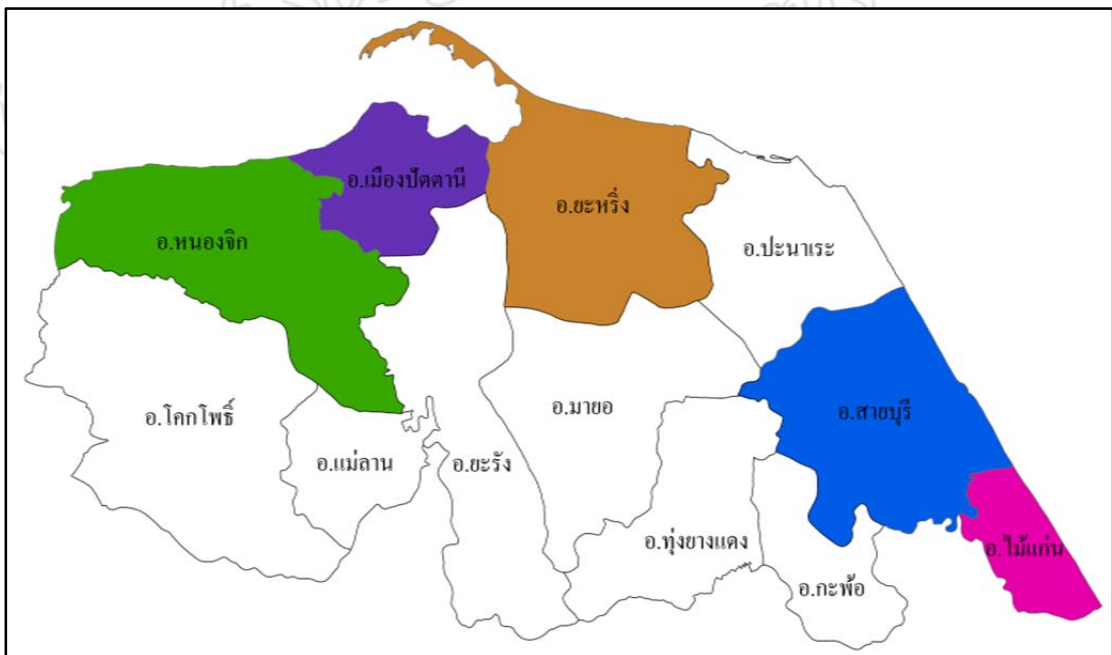 อ.เมืองปัตตานี
อ.ยะหริ่ง
อ.หนองจิก
อ.ปะนาเระ
อ.โคกโพธิ์
อ.มายอ
อ.สายบุรี
อ.แม่ลาน
อ.ยะรัง
อ.ทุ่งยางแดง
อ.ไม้แก่น
อ.กะพ้อ